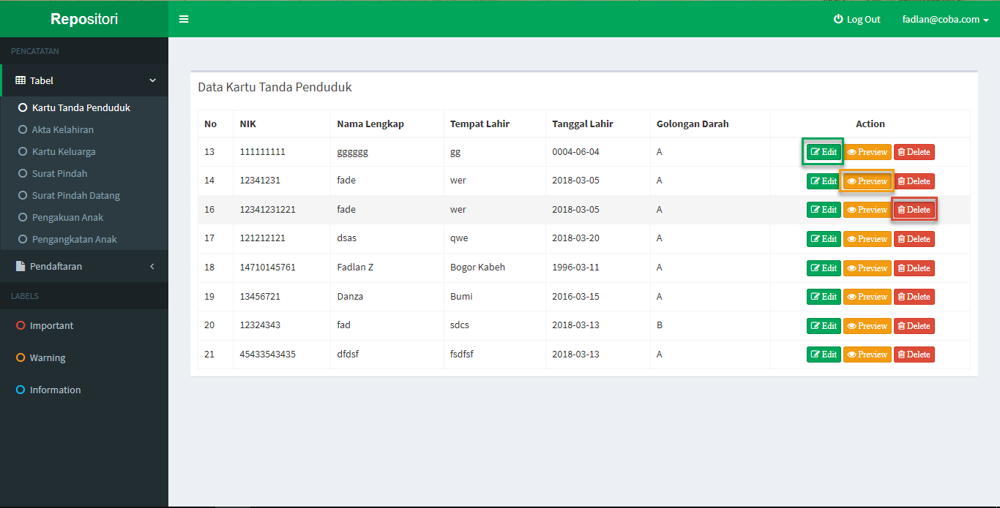 Repositori
Log Out fadlan@coba.com
PENCATATAN
Tabel
Kartu Tanda Penduduk
Akta Kelahiran
Kartu Keluarga
Surat Pindah
Surat Pindah Datang
Pengakuan Anak
Pengangkatan Anak
Pendaftaran
LABELS
Important
Warning
Information
Data Kartu Tanda Penduduk
No NIK Nama Lengkap Tempat Lahir Tanggal Lahir Golongan Darah Action
13 111111111 gggggg gg 0004-06-04 A Edit Preview Delete
14 12341231 fade wer 2018-03-05 A Edit Preview Delete
16 12341231221 fade wer 2018-03-05 A Edit Preview Delete
17 121212121 dsas qwe 2018-03-20 A Edit Preview Delete
18 14710145761 Fadlan Z Bogor Kabeh 1996-03-11 A Edit Preview Delete
19 13456721 Danza Bumi 2016-03-15 A Edit Preview Delete
20 12324343 fad sdcs 2018-03-13 B Edit Preview Delete
21 45433543435 dfdsf fsdfsf 2018-03-13 A Edit Preview Delete